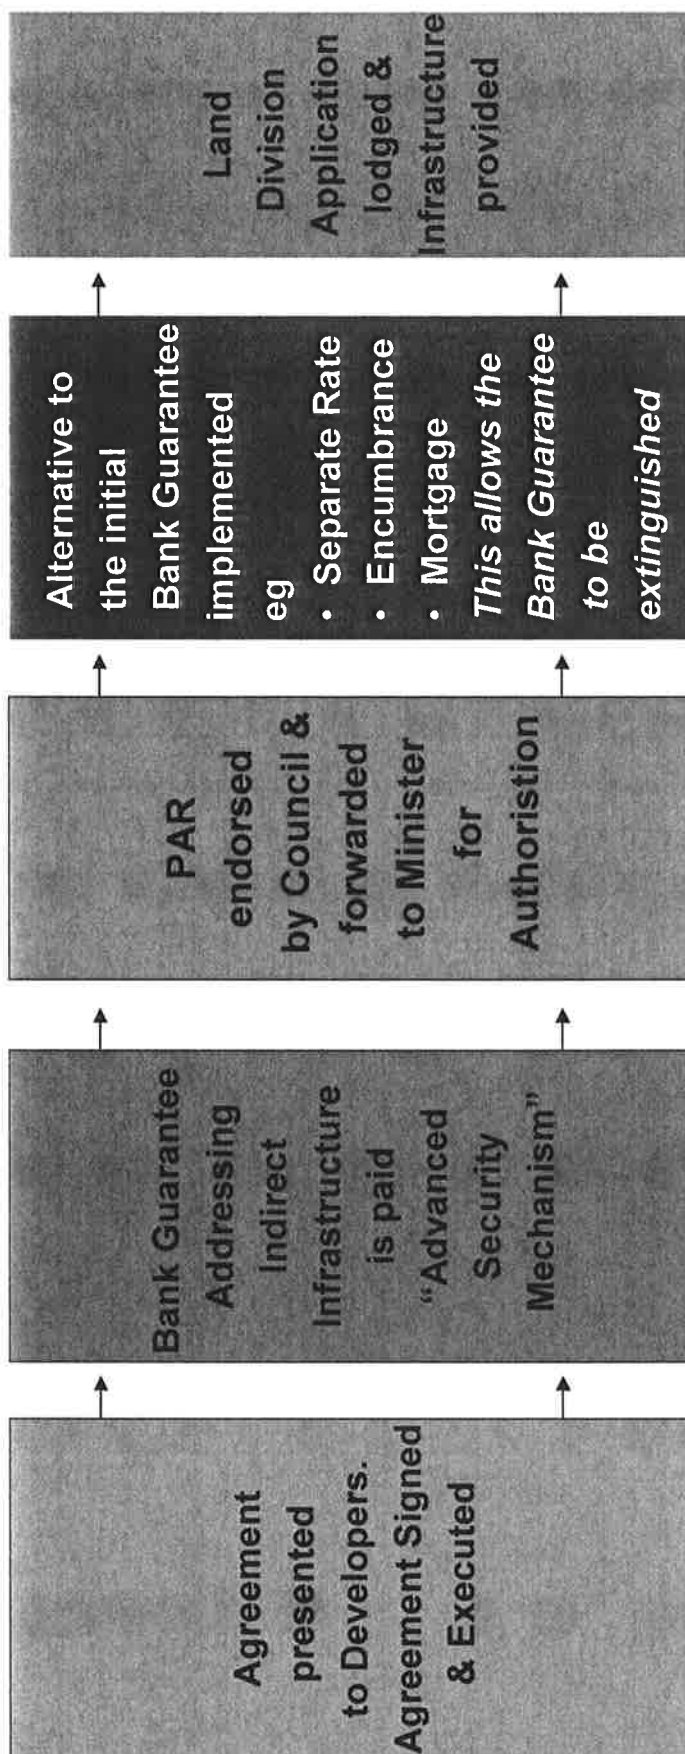 Agreement
presented
to Developers.
Agreement Signed
& Executed
Bank Guarantee
Addressing
Indirect
Infrastructure
is paid
“Advanced
Security
Mechanism”
PAR
endorsed
by Council &
forwarded
to Minister
for
Authoristion
Alternative to
the initial
Bank Guarantee
implemented
eg
• Separate Rate
• Encumbrance
• Mortgage
This allows the
Bank Guarantee
to be
extinguished
Land
Division
Application
lodged &
Infrastructure
provided